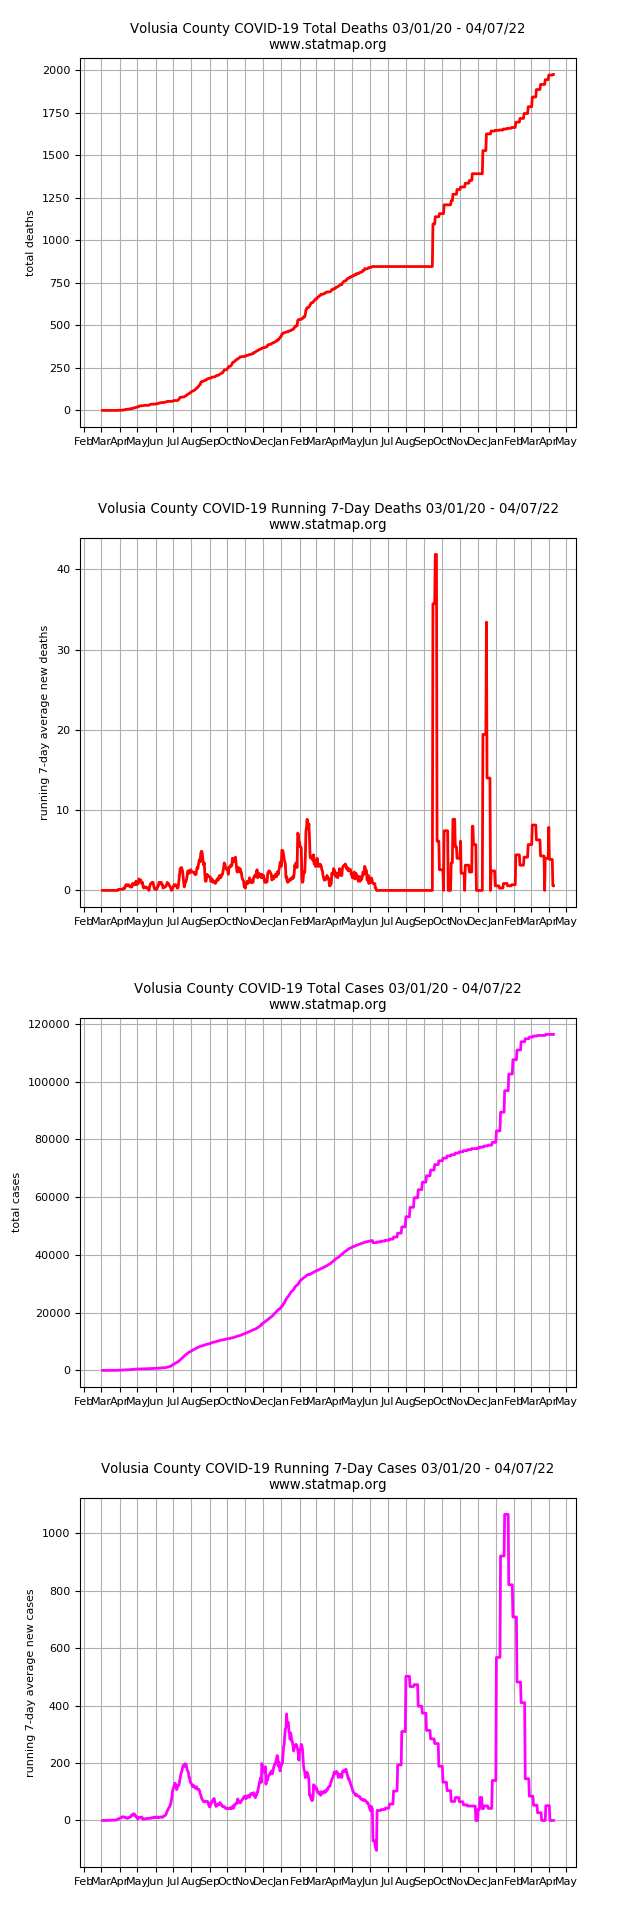 Volusia County COVID-19 Total Deaths 03/01/20 - 04/07/22
www.statmap.org
2000
1750
1500
1250
1000
750
500
250
0
total deaths
Feb Mar Apr May Jun Jul Aug Sep Oct Nov Dec Jan Feb Mar Apr May Jun Jul Aug Sep Oct Nov Dec Jan Feb Mar Apr May
Volusia County COVID-19 Running 7-Day Deaths 03/01/20 - 04/07/22
www.statmap.org
40
30
20
10
0
running 7-day average new deaths
Feb Mar Apr May Jun Jul Aug Sep Oct Nov Dec Jan Feb Mar Apr May Jun Jul Aug Sep Oct Nov Dec Jan Feb Mar Apr May
Volusia County COVID-19 Total Cases 03/01/20 - 04/07/22
www.statmap.org
120000
100000
80000
60000
40000
20000
0
total cases
Feb Mar Apr May Jun Jul Aug Sep Oct Nov Dec Jan Feb Mar Apr May Jun Jul Aug Sep Oct Nov Dec Jan Feb Mar Apr May
Volusia County COVID-19 Running 7-Day Cases 03/01/20 - 04/07/22
www.statmap.org
1000
800
600
400
200
0
running 7-day average new cases
Feb Mar Apr May Jun Jul Aug Sep Oct Nov Dec Jan Feb Mar Apr May Jun Jul Aug Sep Oct Nov Dec Jan Feb Mar Apr May